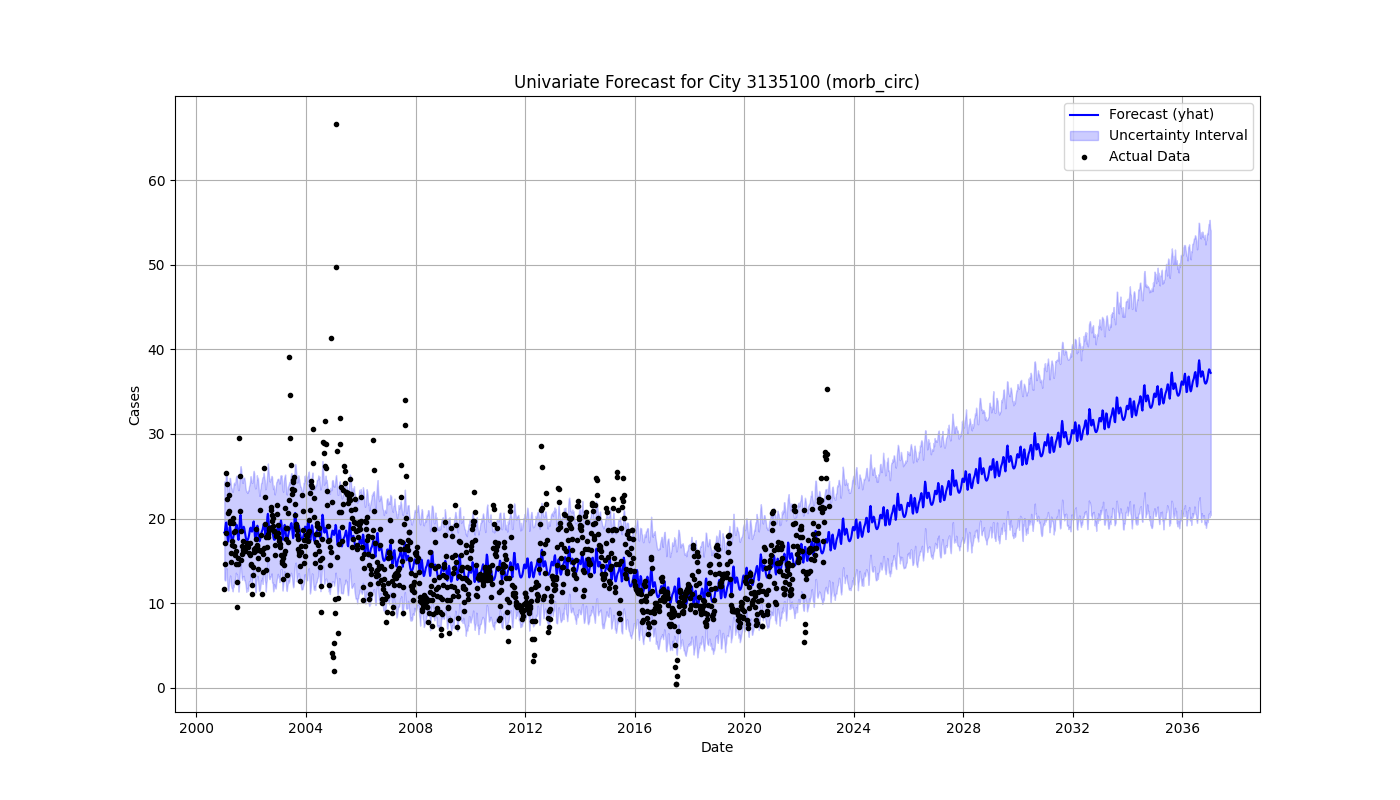 Univariate Forecast for City 3135100 (morb_circ)
Forecast (yhat)
Uncertainty Interval
Actual Data
Cases
60
50
40
30
20
10
0
2000 2004 2008 2012 2016 2020 2024 2028 2032 2036
Date